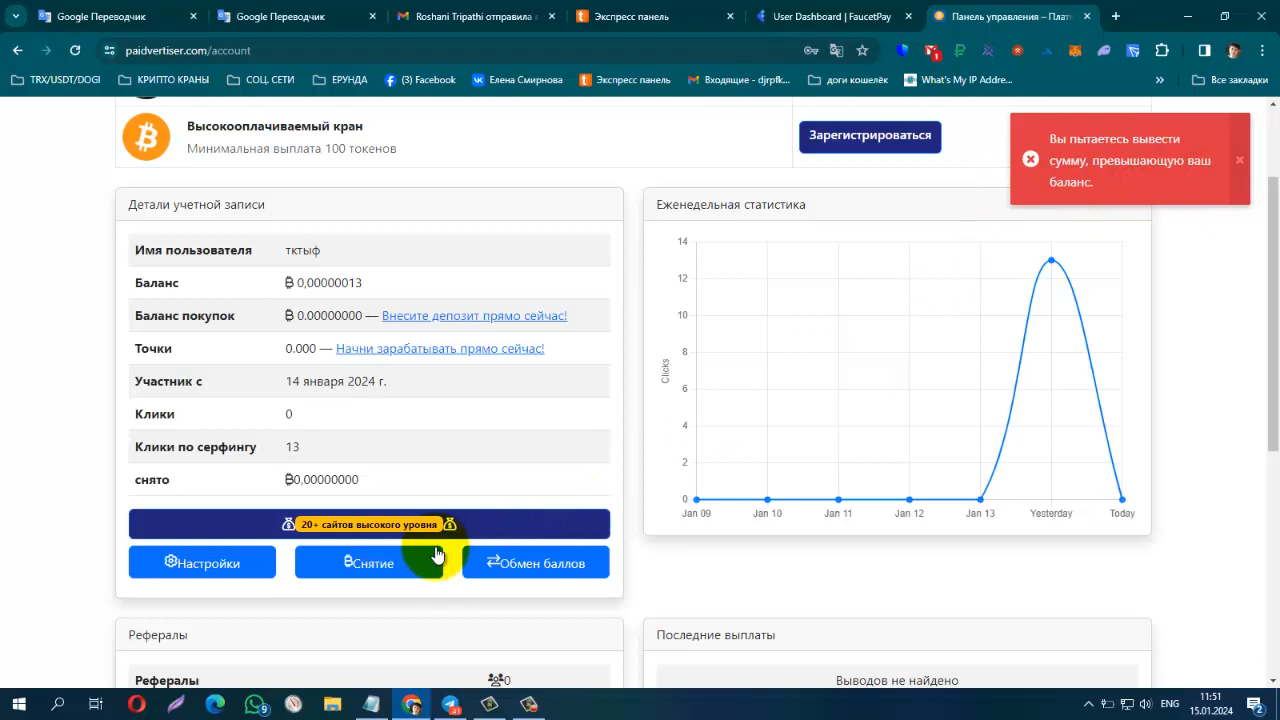 Google Переводчик
Google Переводчик
Roshani Tripathi отправила
Экспресс панель
User Dashboard | FaucetPay
Панель управления – Плат
paidvertiser.com/account
1
TRX/USDT/DOGI
КРИПТО КРАНЫ
СОЦ. СЕТИ
ЕРУНДА
(3) Facebook
Елена Смирнова
Экспресс панель
Входящие - djrpfk...
доги кошелёк
What's My IP Addre...
»
Все закладки
Высокооплачиваемый кран
Минимальная выплата 100 токенов
Зарегистрироваться
Вы пытаетесь вывести
сумму, превышающую ваш
баланс.
Детали учетной записи
Имя пользователя тктыф
Баланс ₿ 0,00000013
Баланс покупок ₿ 0.00000000 — Внесите депозит прямо сейчас!
Точки 0.000 — Начни зарабатывать прямо сейчас!
Участник с 14 января 2024 г.
Клики 0
Клики по серфингу 13
снято ₿0,00000000
20+ сайтов высокого уровня
Настройки
₿Снятие
Обмен баллов
Еженедельная статистика
14
12
10
8
6
4
2
0
Clicks
Jan 09 Jan 10 Jan 11 Jan 12 Jan 13 Yesterday Today
Рефералы
Рефералы 0
Последние выплаты
Выводов не найдено
9
41
ENG
11:51
15.01.2024
2